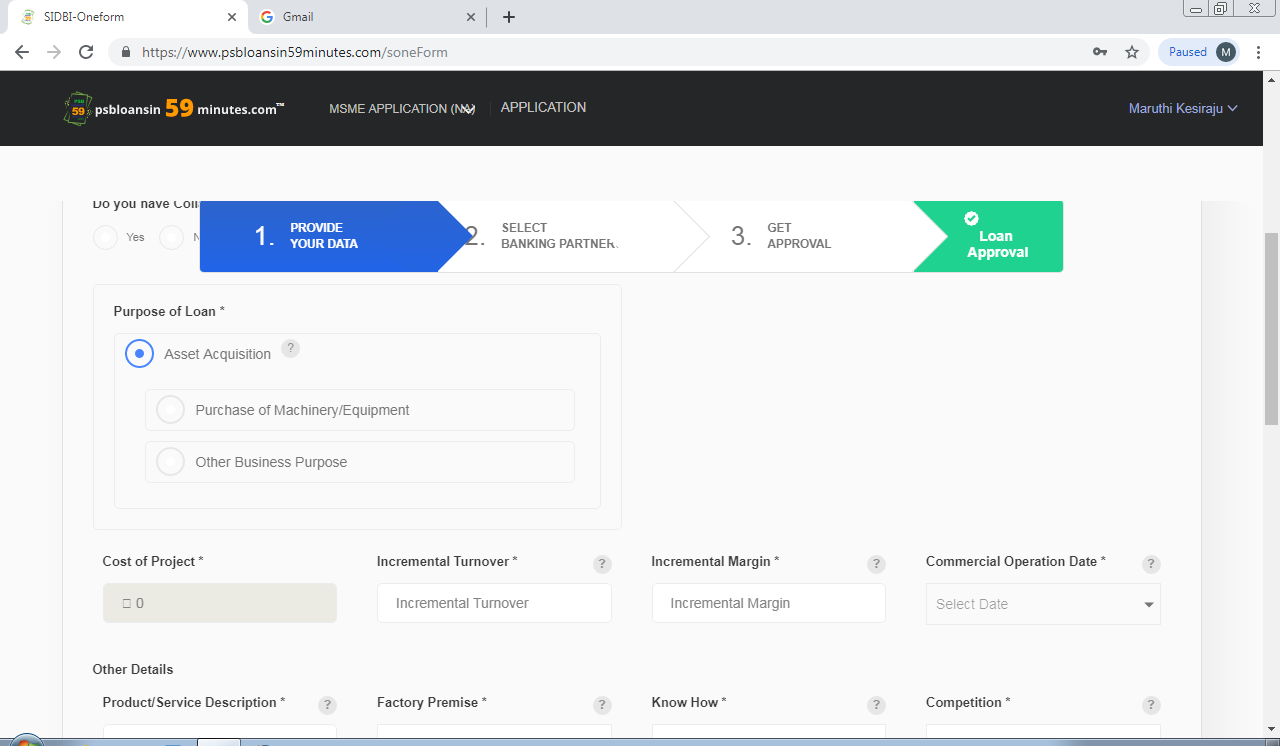 SIDBI-Oneform
Gmail
https://www.psbloansin59minutes.com/soneForm
Paused
M
PSB
59
psbloansin 59 minutes.com™
MSME APPLICATION (NA)
APPLICATION
Maruthi Kesiraju
Do you have Colla
Yes
N
1. PROVIDE
YOUR DATA
2. SELECT
BANKING PARTNER
3. GET
APPROVAL
Loan
Approval
Purpose of Loan *
Asset Acquisition ?
Purchase of Machinery/Equipment
Other Business Purpose
Cost of Project *
Incremental Turnover * ?
Incremental Margin * ?
Commercial Operation Date * ?
0
Incremental Turnover
Incremental Margin
Select Date
Other Details
Product/Service Description * ?
Factory Premise * ?
Know How * ?
Competition * ?